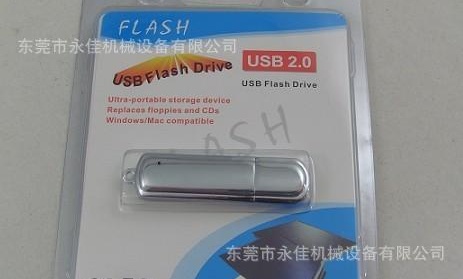 FLASH
东莞市永佳机械设备有限公司
USB Flash Drive
USB 2.0
USB Flash Drive
Ultra-portable storage device
Replaces floppies and CDs
Windows/Mac compatible
FLASH
东莞市永佳机械设备有限公司